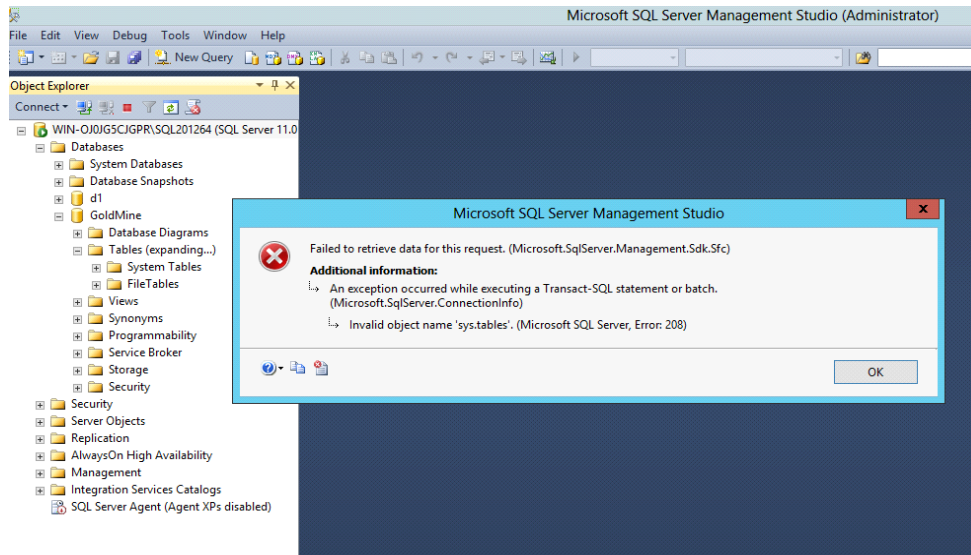 Microsoft SQL Server Management Studio (Administrator)
File Edit View Debug Tools Window Help
New Query
Object Explorer
Connect
WIN-OJ0JG5CJGPR\SQL201264 (SQL Server 11.0
Databases
System Databases
Database Snapshots
d1
GoldMine
Database Diagrams
Tables (expanding...)
System Tables
FileTables
Views
Synonyms
Programmability
Service Broker
Storage
Security
Security
Server Objects
Replication
AlwaysOn High Availability
Management
Integration Services Catalogs
SQL Server Agent (Agent XPs disabled)
Microsoft SQL Server Management Studio
Failed to retrieve data for this request. (Microsoft.SqlServer.Management.Sdk.Sfc)
Additional information:
An exception occurred while executing a Transact-SQL statement or batch.
(Microsoft.SqlServer.ConnectionInfo)
Invalid object name 'sys.tables'. (Microsoft SQL Server, Error: 208)
OK